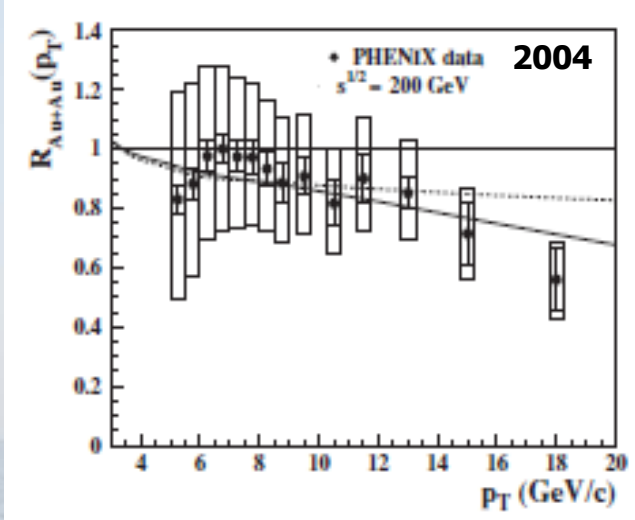 1.4
1.2
1
0.8
0.6
0.4
0.2
0
R_Au+Au(p_T)
PHENIX data 2004
s^1/2 = 200 GeV
4 6 8 10 12 14 16 18 20
p_T (GeV/c)